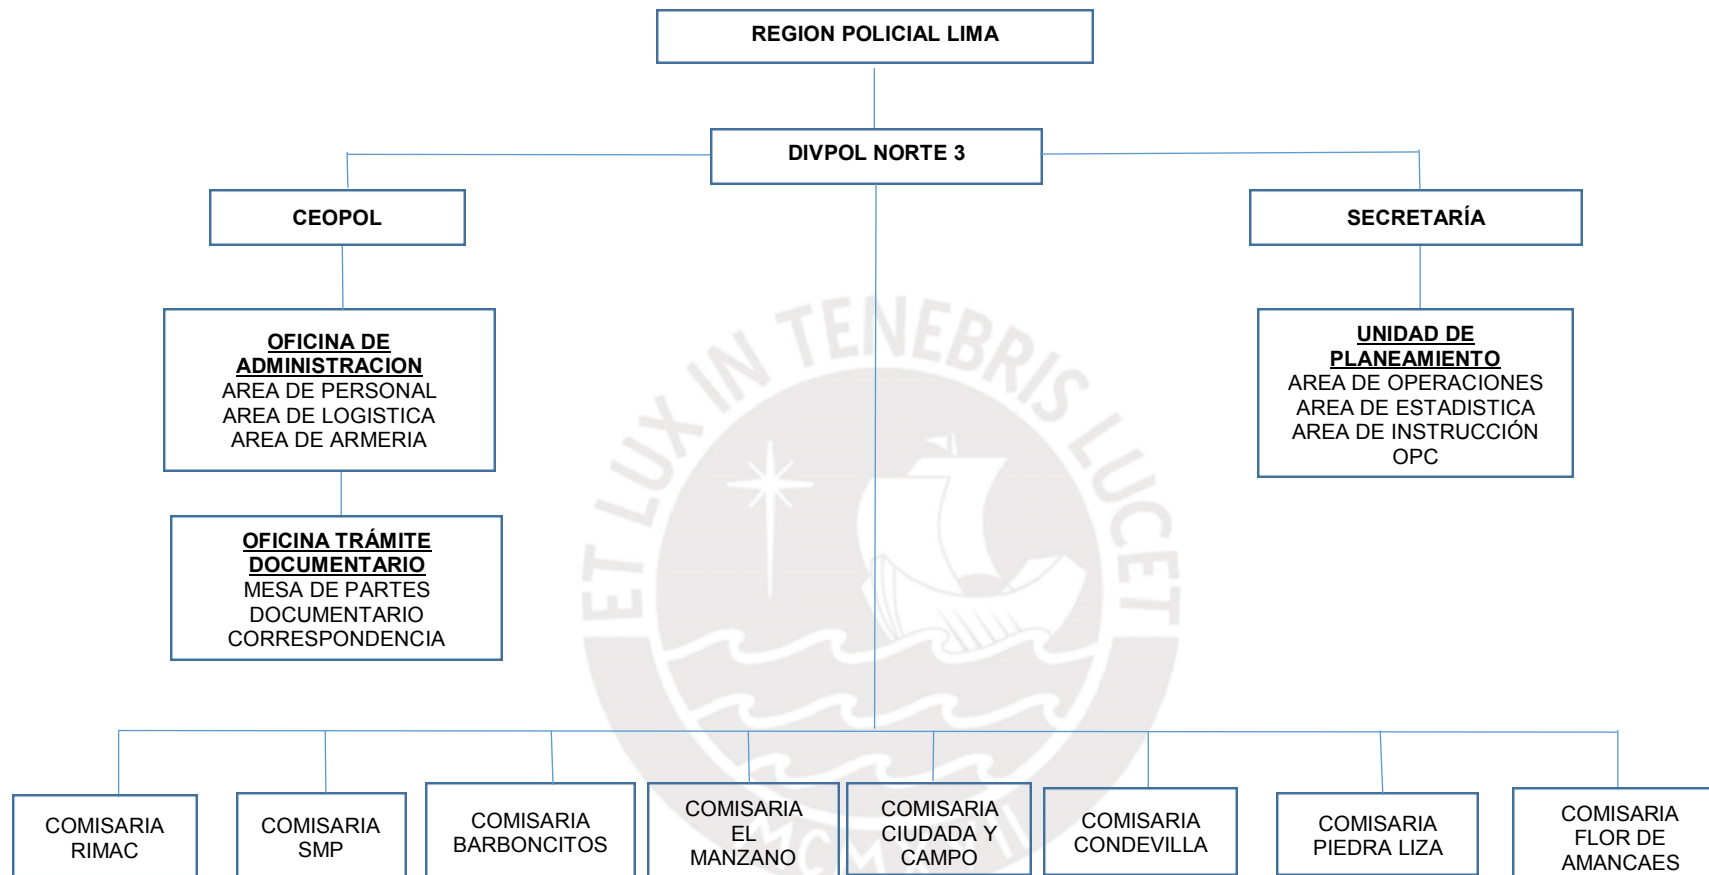 REGION POLICIAL LIMA
DIVPOL NORTE 3
CEOPOL
SECRETARÍA
OFICINA DE
ADMINISTRACION
AREA DE PERSONAL
AREA DE LOGISTICA
AREA DE ARMERIA
UNIDAD DE
PLANEAMIENTO
AREA DE OPERACIONES
AREA DE ESTADISTICA
AREA DE INSTRUCCIÓN
OPC
OFICINA TRÁMITE
DOCUMENTARIO
MESA DE PARTES
DOCUMENTARIO
CORRESPONDENCIA
ET LUX IN TENEBRIS LUCET
COMISARIA
RIMAC
COMISARIA
SMP
COMISARIA
BARBONCITOS
COMISARIA
EL
MANZANO
COMISARIA
CIUDADA Y
CAMPO
COMISARIA
CONDEVILLA
COMISARIA
PIEDRA LIZA
COMISARIA
FLOR DE
AMANCAES